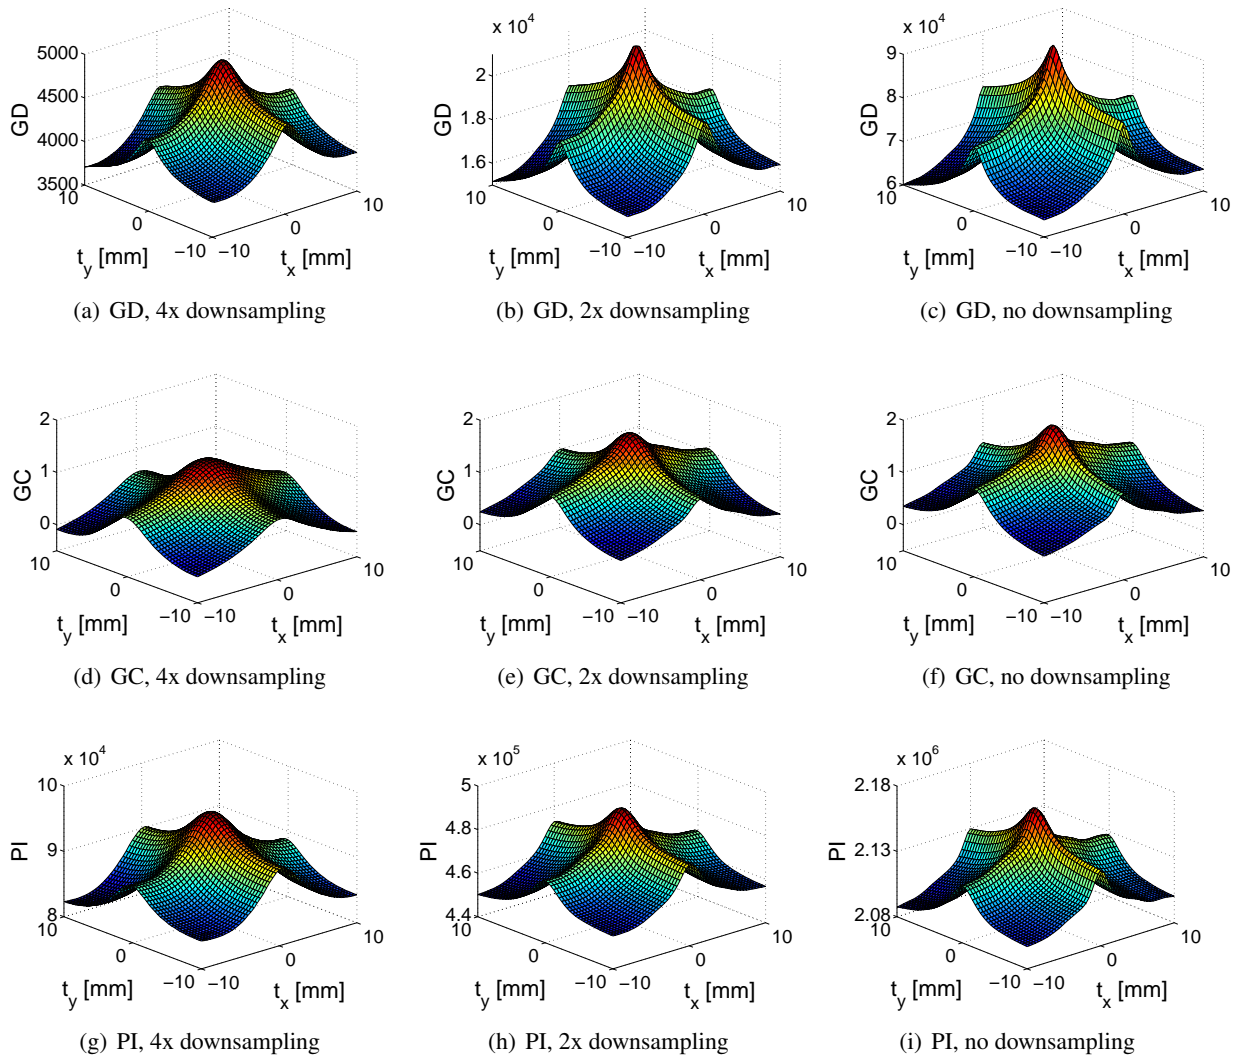 5000
4500
4000
3500
GD
10
0
−10
−10
0
10
t_y [mm]
t_x [mm]
(a) GD, 4x downsampling
x 10^4
2
1.8
1.6
GD
10
0
−10
−10
0
10
t_y [mm]
t_x [mm]
(b) GD, 2x downsampling
x 10^4
9
8
7
6
GD
10
0
−10
−10
0
10
t_y [mm]
t_x [mm]
(c) GD, no downsampling
2
1
0
GC
10
0
−10
−10
0
10
t_y [mm]
t_x [mm]
(d) GC, 4x downsampling
2
1
0
GC
10
0
−10
−10
0
10
t_y [mm]
t_x [mm]
(e) GC, 2x downsampling
2
1
0
GC
10
0
−10
−10
0
10
t_y [mm]
t_x [mm]
(f) GC, no downsampling
x 10^4
10
9
8
PI
10
0
−10
−10
0
10
t_y [mm]
t_x [mm]
(g) PI, 4x downsampling
x 10^5
5
4.8
4.6
4.4
PI
10
0
−10
−10
0
10
t_y [mm]
t_x [mm]
(h) PI, 2x downsampling
x 10^6
2.18
2.13
2.08
PI
10
0
−10
−10
0
10
t_y [mm]
t_x [mm]
(i) PI, no downsampling